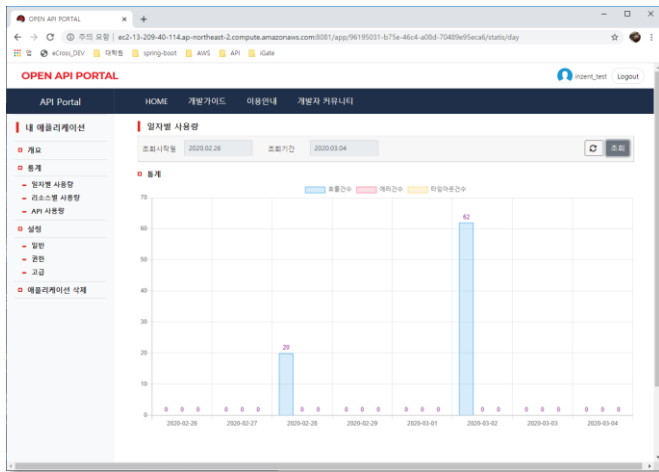 OPEN API PORTAL
주의 요함 | ec2-13-209-40-114.ap-northeast-2.compute.amazonaws.com:8081/app/96195031-b75e-46c4-a08d-70489e95eca6/statis/day
앱 eCross_DEV 대학원 spring-boot AWS API iGate
OPEN API PORTAL
inzent_test Logout
API Portal HOME 개발가이드 이용안내 개발자 커뮤니티
내 애플리케이션
개요
통계
일자별 사용량
리소스별 사용량
API 사용량
설정
일반
권한
고급
애플리케이션 삭제
일자별 사용량
조회시작일 2020.02.26 조회기간 2020.03.04 조회
통계
호출건수 에러건수 타임아웃건수
70
60
50
40
30
20
10
0
0 0 0 0 0 0 20 0 0 0 0 0 0 0 0 62 0 0 0 0 0 0 0 0
2020-02-26 2020-02-27 2020-02-28 2020-02-29 2020-03-01 2020-03-02 2020-03-03 2020-03-04